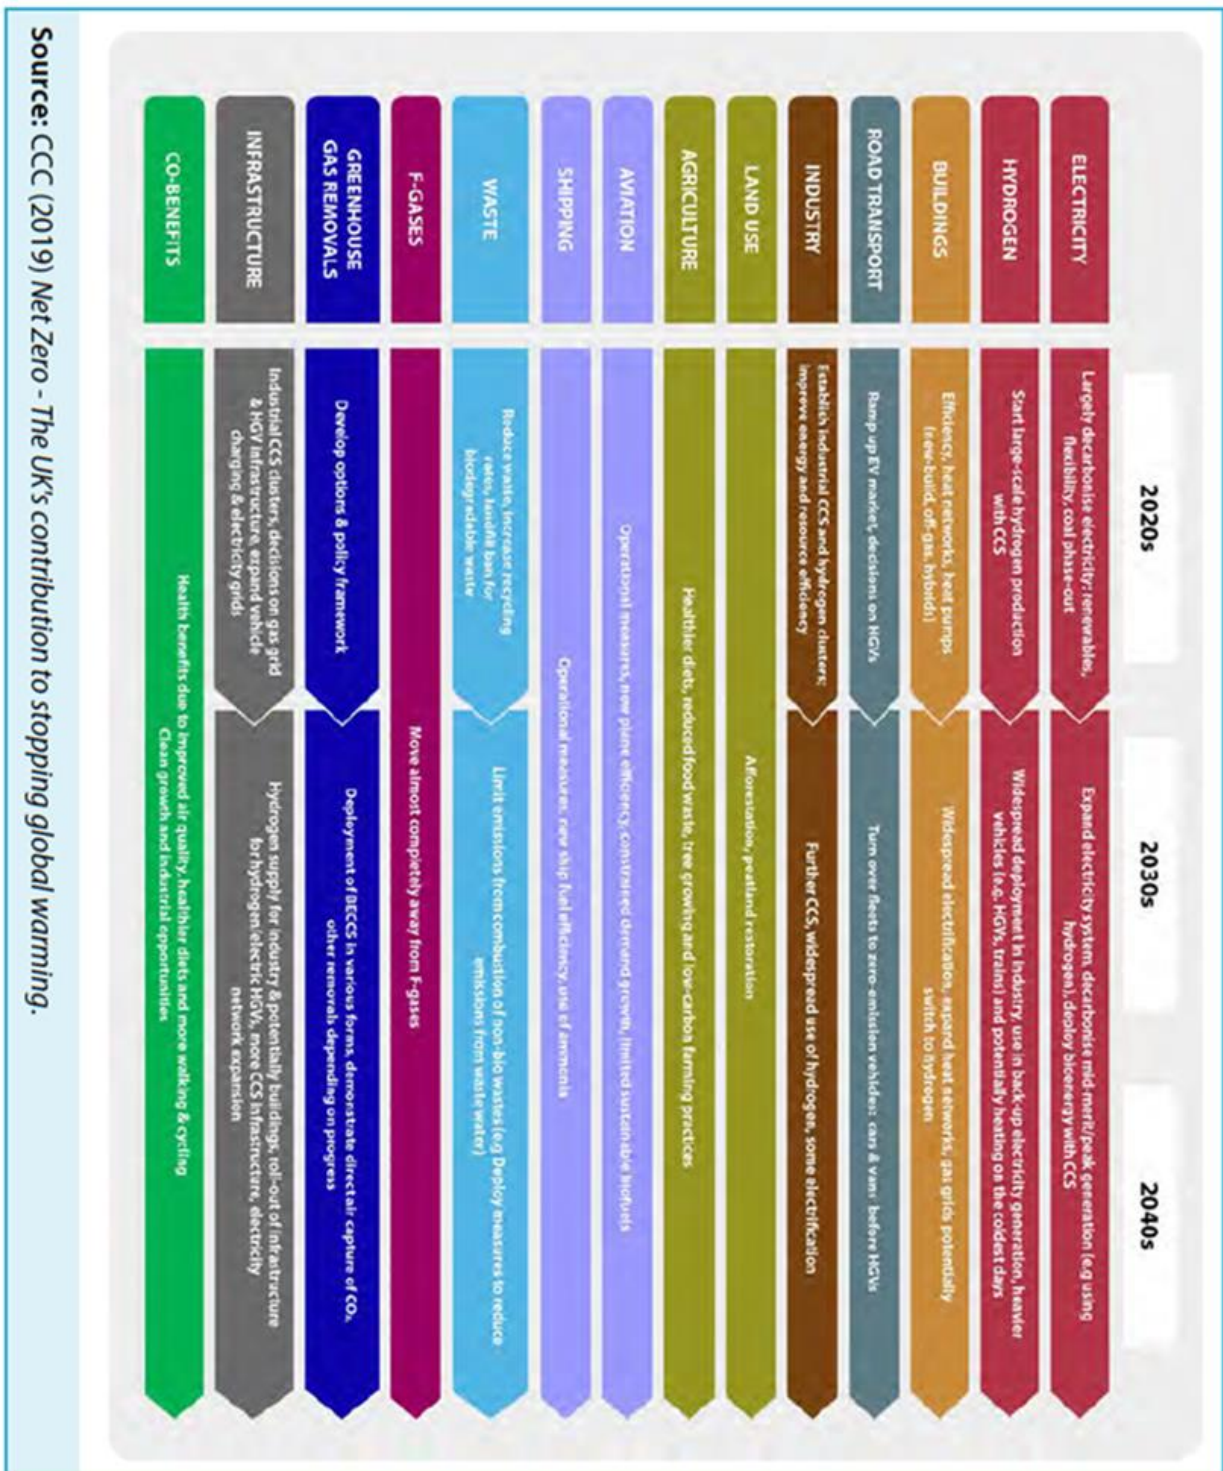 2020s
2030s
2040s
ELECTRICITY
Largely decarbonise electricity: renewables,
flexibility, coal phase-out
Expand electricity system, decarbonise mid-merit/peak generation (e.g using
hydrogen), deploy bioenergy with CCS
HYDROGEN
Start large-scale hydrogen production
with CCS
Widespread deployment in industry, use in back-up electricity generation, heavier
vehicles (e.g. HGVs, trains) and potentially heating on the coldest days
BUILDINGS
Efficiency, heat networks, heat pumps
(new-build, off-gas, hybrids)
Widespread electrification, expand heat networks, gas grids potentially
switch to hydrogen
ROAD TRANSPORT
Ramp up EV market, decisions on HGVs
Turn over fleets to zero-emission vehicles: cars & vans before HGVs
INDUSTRY
Establish industrial CCS and hydrogen clusters;
improve energy and resource efficiency
Further CCS, widespread use of hydrogen, some electrification
LAND USE
Afforestation, peatland restoration
AGRICULTURE
Healthier diets, reduced food waste, tree growing and low-carbon farming practices
AVIATION
Operational measures, new plane efficiency, constrained demand grown, limited sustainable biofuels
SHIPPING
Operational measures, new ship fuel efficiency, use of ammonia
WASTE
Reduce waste, increase recycling
rates, landfill ban for
biodegradable waste
Limit emissions from combustion of non-bio wastes (e.g Deploy measures to reduce
emissions from waste water)
F-GASES
Move almost completely away from F-gases
GREENHOUSE
GAS REMOVALS
Develop options & policy framework
Deployment of BECCS in various forms, demonstrate direct air capture of CO₂,
other removals depending on progress
INFRASTRUCTURE
Industrial CCS clusters, decisions on gas grid
& HGV infrastructure, expand vehicle
charging & electricity grids
Hydrogen supply for industry & potentially buildings, roll-out of infrastructure
for hydrogen/electric HGVs, more CCS infrastructure, electricity
network expansion
CO-BENEFITS
Health benefits due to improved air quality, healthier diets and more walking & cycling
Clean growth and industrial opportunities
Source: CCC (2019) Net Zero - The UK's contribution to stopping global warming.